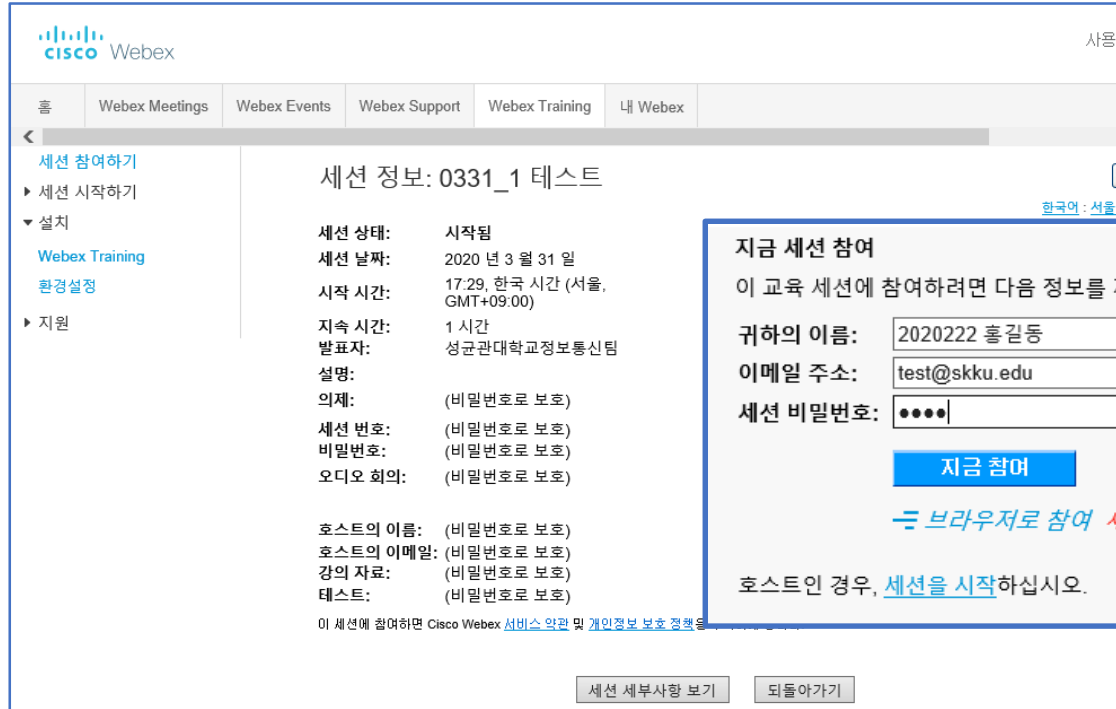 cisco Webex
사용
홈 Webex Meetings Webex Events Webex Support Webex Training 내 Webex
세션 참여하기
세션 시작하기
설치
Webex Training
환경설정
지원
세션 정보: 0331_1 테스트
한국어 : 서울
세션 상태: 시작됨
세션 날짜: 2020 년 3 월 31 일
시작 시간: 17:29, 한국 시간 (서울,
GMT+09:00)
지속 시간: 1 시간
발표자: 성균관대학교정보통신팀
설명:
의제: (비밀번호로 보호)
세션 번호: (비밀번호로 보호)
비밀번호: (비밀번호로 보호)
오디오 회의: (비밀번호로 보호)
호스트의 이름: (비밀번호로 보호)
호스트의 이메일: (비밀번호로 보호)
강의 자료: (비밀번호로 보호)
테스트: (비밀번호로 보호)
이 세션에 참여하면 Cisco Webex 서비스 약관 및 개인정보 보호 정책을
세션 세부사항 보기 되돌아가기
지금 세션 참여
이 교육 세션에 참여하려면 다음 정보를
귀하의 이름: 2020222 홍길동
이메일 주소: test@skku.edu
세션 비밀번호: ●●●●
지금 참여
브라우저로 참여
호스트인 경우, 세션을 시작하십시오.